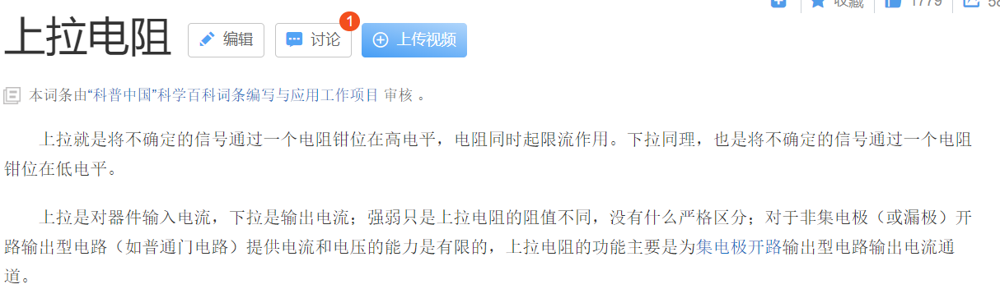 收藏 1779 58
上拉电阻 编辑 讨论 1 上传视频
本词条由“科普中国”科学百科词条编写与应用工作项目 审核 。
上拉就是将不确定的信号通过一个电阻钳位在高电平，电阻同时起限流作用。下拉同理，也是将不确定的信号通过一个电阻
钳位在低电平。
上拉是对器件输入电流，下拉是输出电流；强弱只是上拉电阻的阻值不同，没有什么严格区分；对于非集电极（或漏极）开
路输出型电路（如普通门电路）提供电流和电压的能力是有限的，上拉电阻的功能主要是为集电极开路输出型电路输出电流通
道。